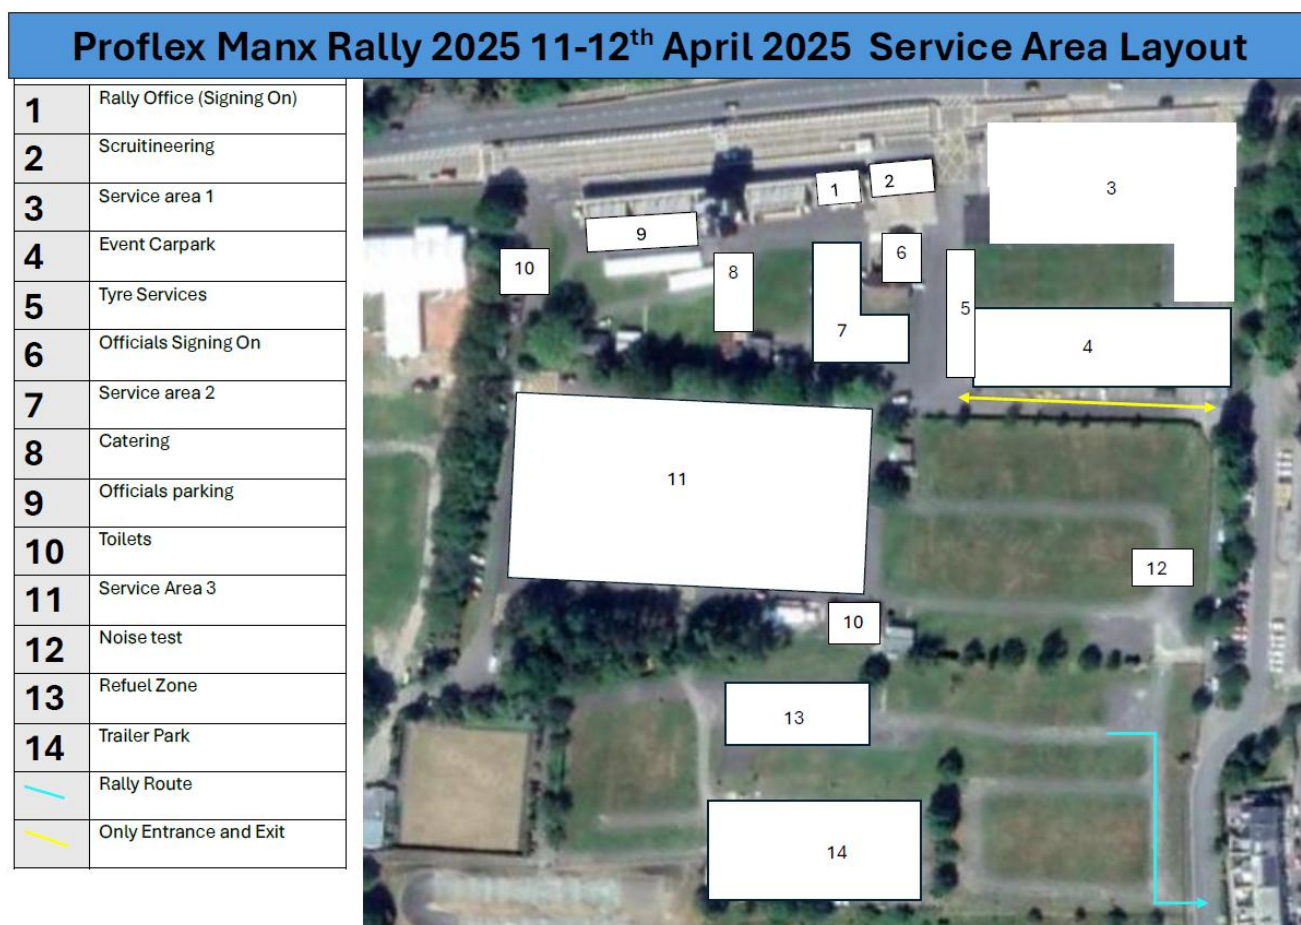 Proflex Manx Rally 2025 11-12th April 2025 Service Area Layout
1 Rally Office (Signing On)
2 Scruitineering
3 Service area 1
4 Event Carpark
5 Tyre Services
6 Officials Signing On
7 Service area 2
8 Catering
9 Officials parking
10 Toilets
11 Service Area 3
12 Noise test
13 Refuel Zone
14 Trailer Park
Rally Route
Only Entrance and Exit
1
2
3
9
10
8
6
5
7
4
11
12
10
13
14